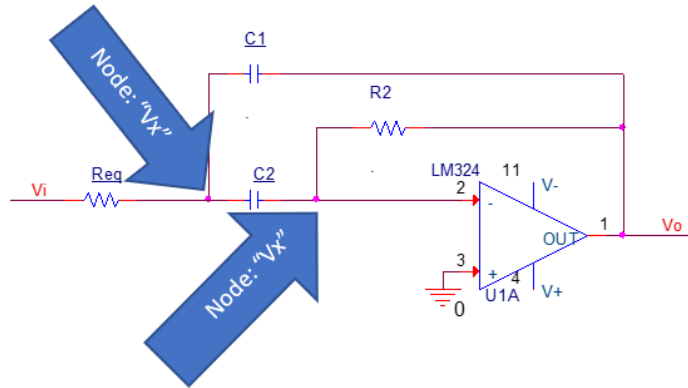 C1
Node: "Vx"
R2
Req
C2
LM324
11
V-
Vi
2
-
1
OUT
Vo
3
+
4
V+
U1A
0
Node: "Vx"